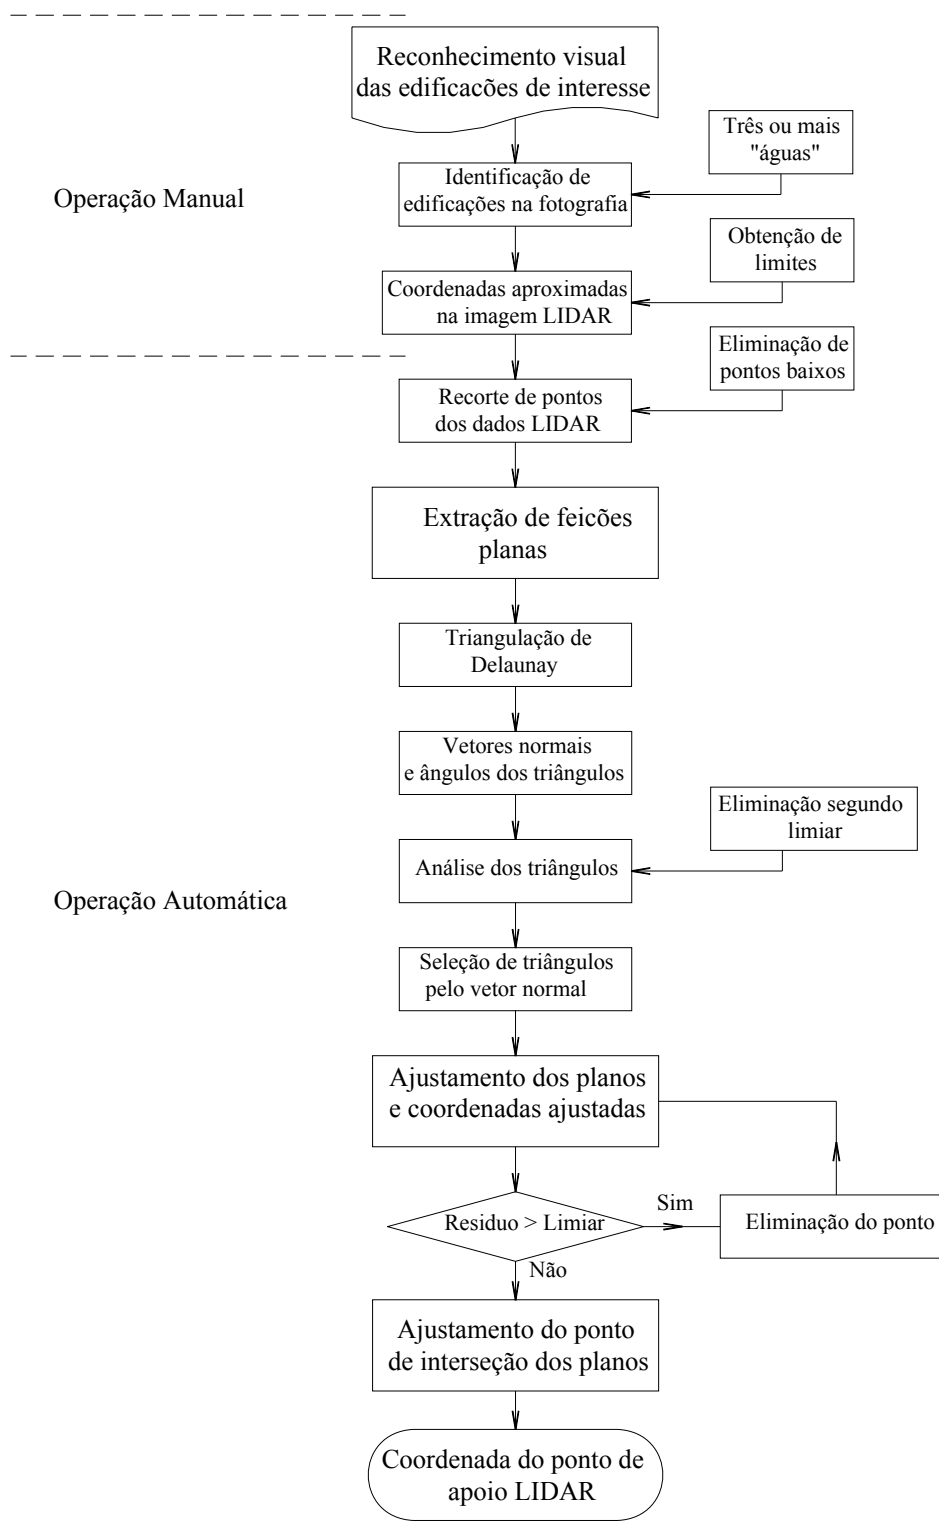 Reconhecimento visual
das edificacões de interesse
Três ou mais
"águas"
Operação Manual
Identificação de
edificações na fotografia
Obtenção de
limites
Coordenadas aproximadas
na imagem LIDAR
Eliminação de
pontos baixos
Recorte de pontos
dos dados LIDAR
Extração de feicões
planas
Triangulação de
Delaunay
Vetores normais
e ângulos dos triângulos
Eliminação segundo
limiar
Análise dos triângulos
Operação Automática
Seleção de triângulos
pelo vetor normal
Ajustamento dos planos
e coordenadas ajustadas
Residuo > Limiar
Sim
Eliminação do ponto
Não
Ajustamento do ponto
de interseção dos planos
Coordenada do ponto de
apoio LIDAR